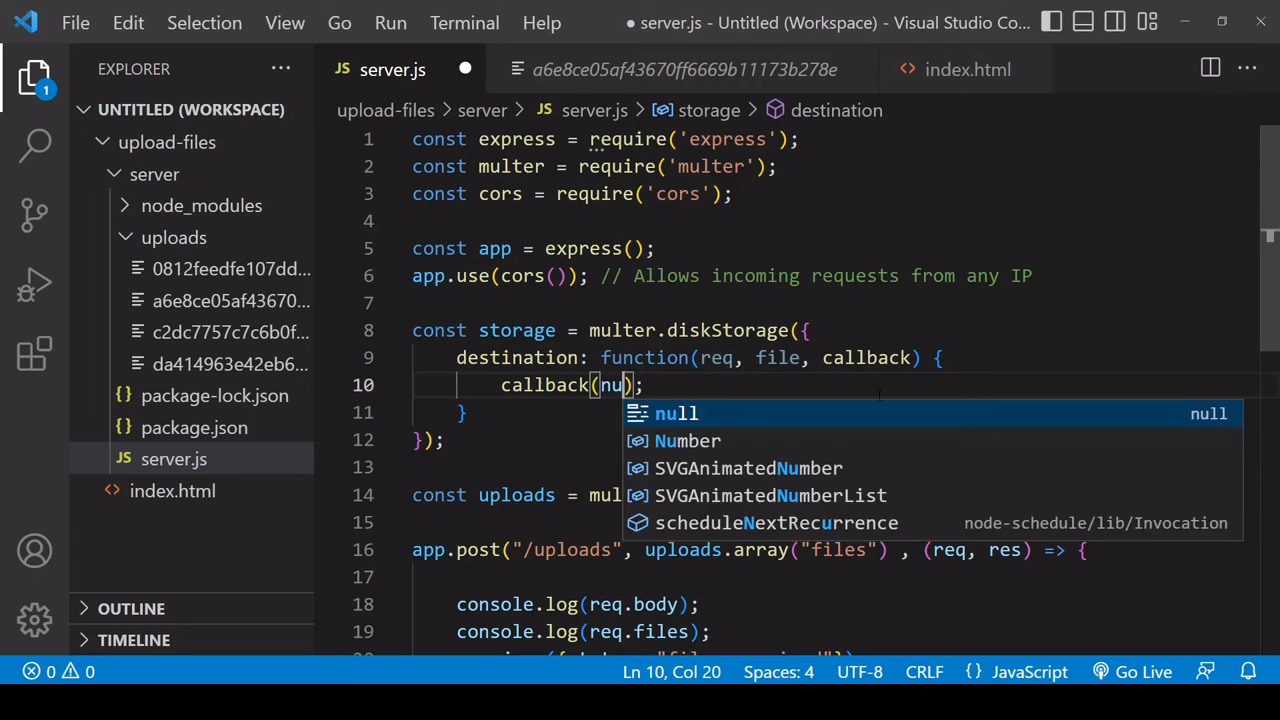 File Edit Selection View Go Run Terminal Help ● server.js - Untitled (Workspace) - Visual Studio Co...
EXPLORER ...
JS server.js ● a6e8ce05af43670ff6669b11173b278e <> index.html ...
UNTITLED (WORKSPACE)
upload-files > server > JS server.js > storage > destination
upload-files
server
node_modules
uploads
0812feedfe107dd...
a6e8ce05af43670...
c2dc7757c7c6b0f...
da414963e42eb6...
{} package-lock.json
{} package.json
JS server.js
<> index.html
OUTLINE
TIMELINE
1
1 const express = require('express');
2 const multer = require('multer');
3 const cors = require('cors');
4
5 const app = express();
6 app.use(cors()); // Allows incoming requests from any IP
7
8 const storage = multer.diskStorage({
9 destination: function(req, file, callback) {
10 callback(nu);
11 }
12 });
13
14 const uploads = mul
15
16 app.post("/uploads", uploads.array("files") , (req, res) => {
17
18 console.log(req.body);
19 console.log(req.files);
null null
Number
SVGAnimatedNumber
SVGAnimatedNumberList
scheduleNextRecurrence node-schedule/lib/Invocation
0 0 Ln 10, Col 20 Spaces: 4 UTF-8 CRLF {} JavaScript Go Live